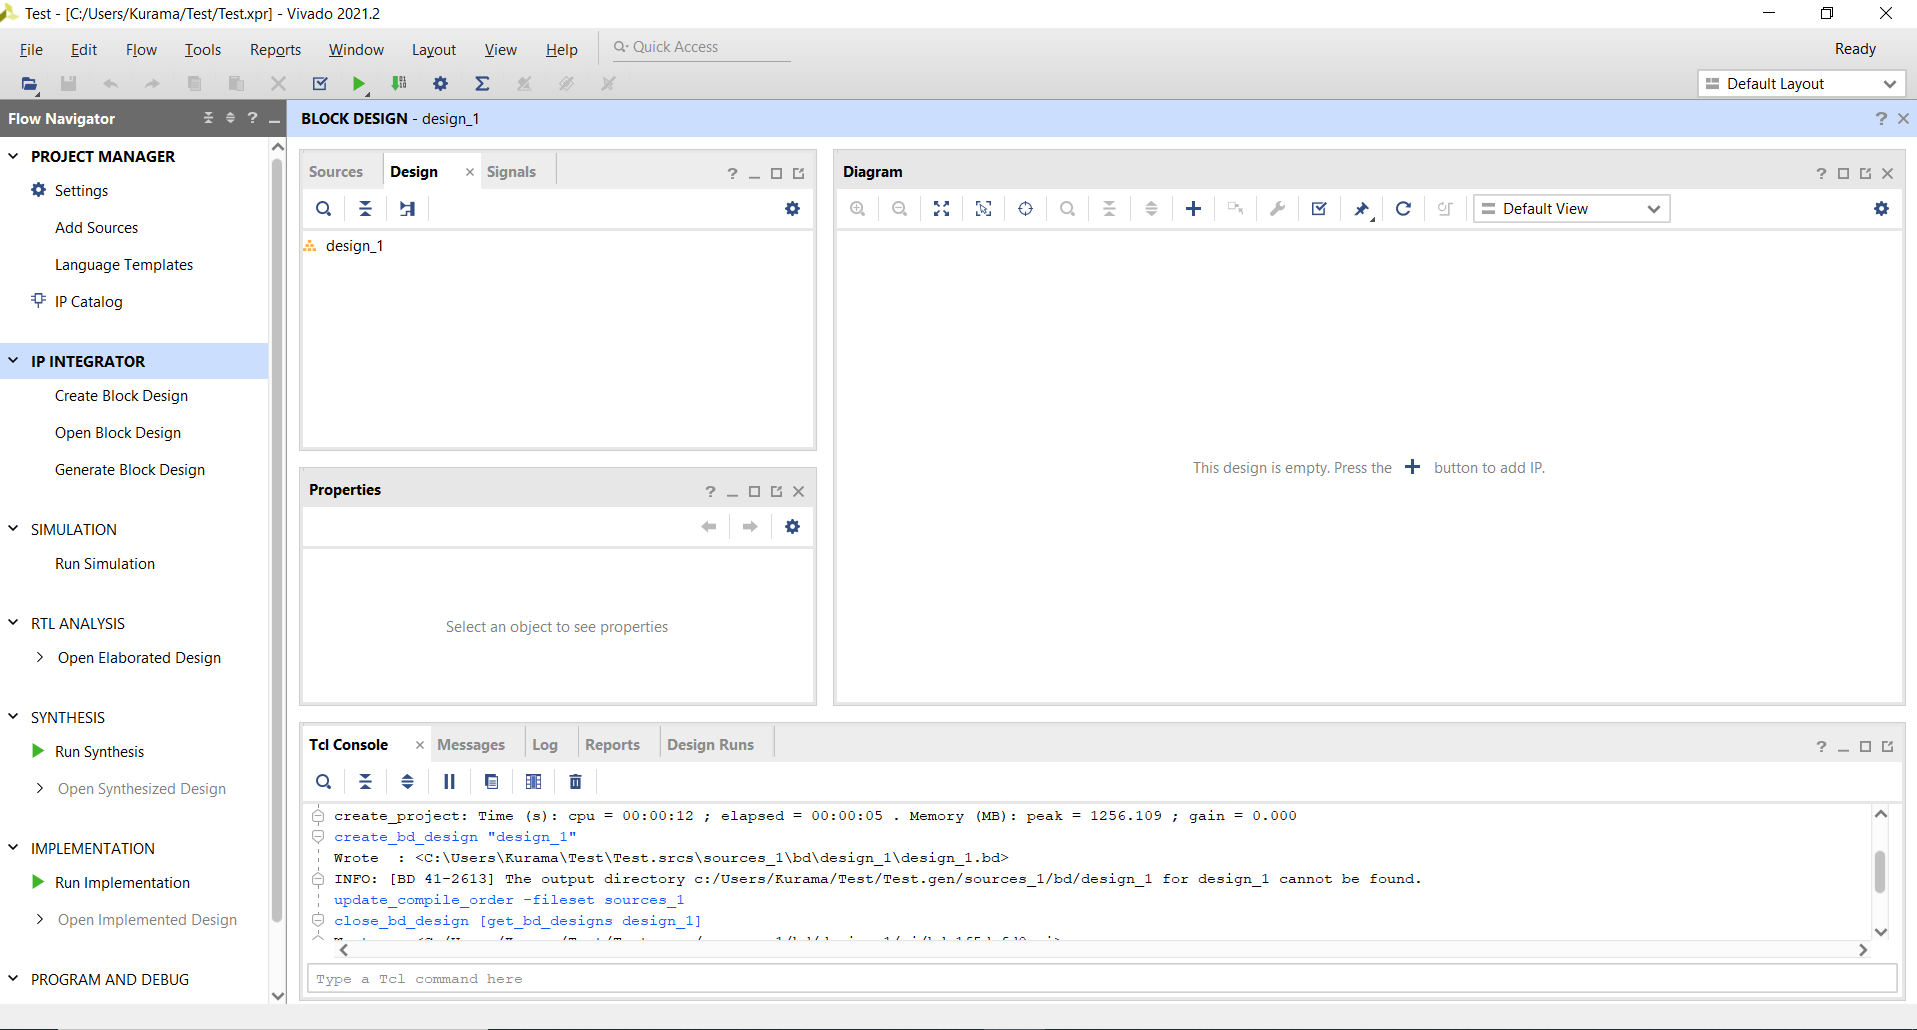 Test - [C:/Users/Kurama/Test/Test.xpr] - Vivado 2021.2
File Edit Flow Tools Reports Window Layout View Help Quick Access Ready
Default Layout
Flow Navigator
PROJECT MANAGER
Settings
Add Sources
Language Templates
IP Catalog
IP INTEGRATOR
Create Block Design
Open Block Design
Generate Block Design
SIMULATION
Run Simulation
RTL ANALYSIS
Open Elaborated Design
SYNTHESIS
Run Synthesis
Open Synthesized Design
IMPLEMENTATION
Run Implementation
Open Implemented Design
PROGRAM AND DEBUG
BLOCK DESIGN - design_1
Sources Design Signals
design_1
Properties
Select an object to see properties
Diagram
Default View
This design is empty. Press the + button to add IP.
Tcl Console Messages Log Reports Design Runs
create_project: Time (s): cpu = 00:00:12 ; elapsed = 00:00:05 . Memory (MB): peak = 1256.109 ; gain = 0.000
create_bd_design "design_1"
Wrote : <C:\Users\Kurama\Test\Test.srcs\sources_1\bd\design_1\design_1.bd>
INFO: [BD 41-2613] The output directory c:/Users/Kurama/Test/Test.gen/sources_1/bd/design_1 for design_1 cannot be found.
update_compile_order -fileset sources_1
close_bd_design [get_bd_designs design_1]
Type a Tcl command here